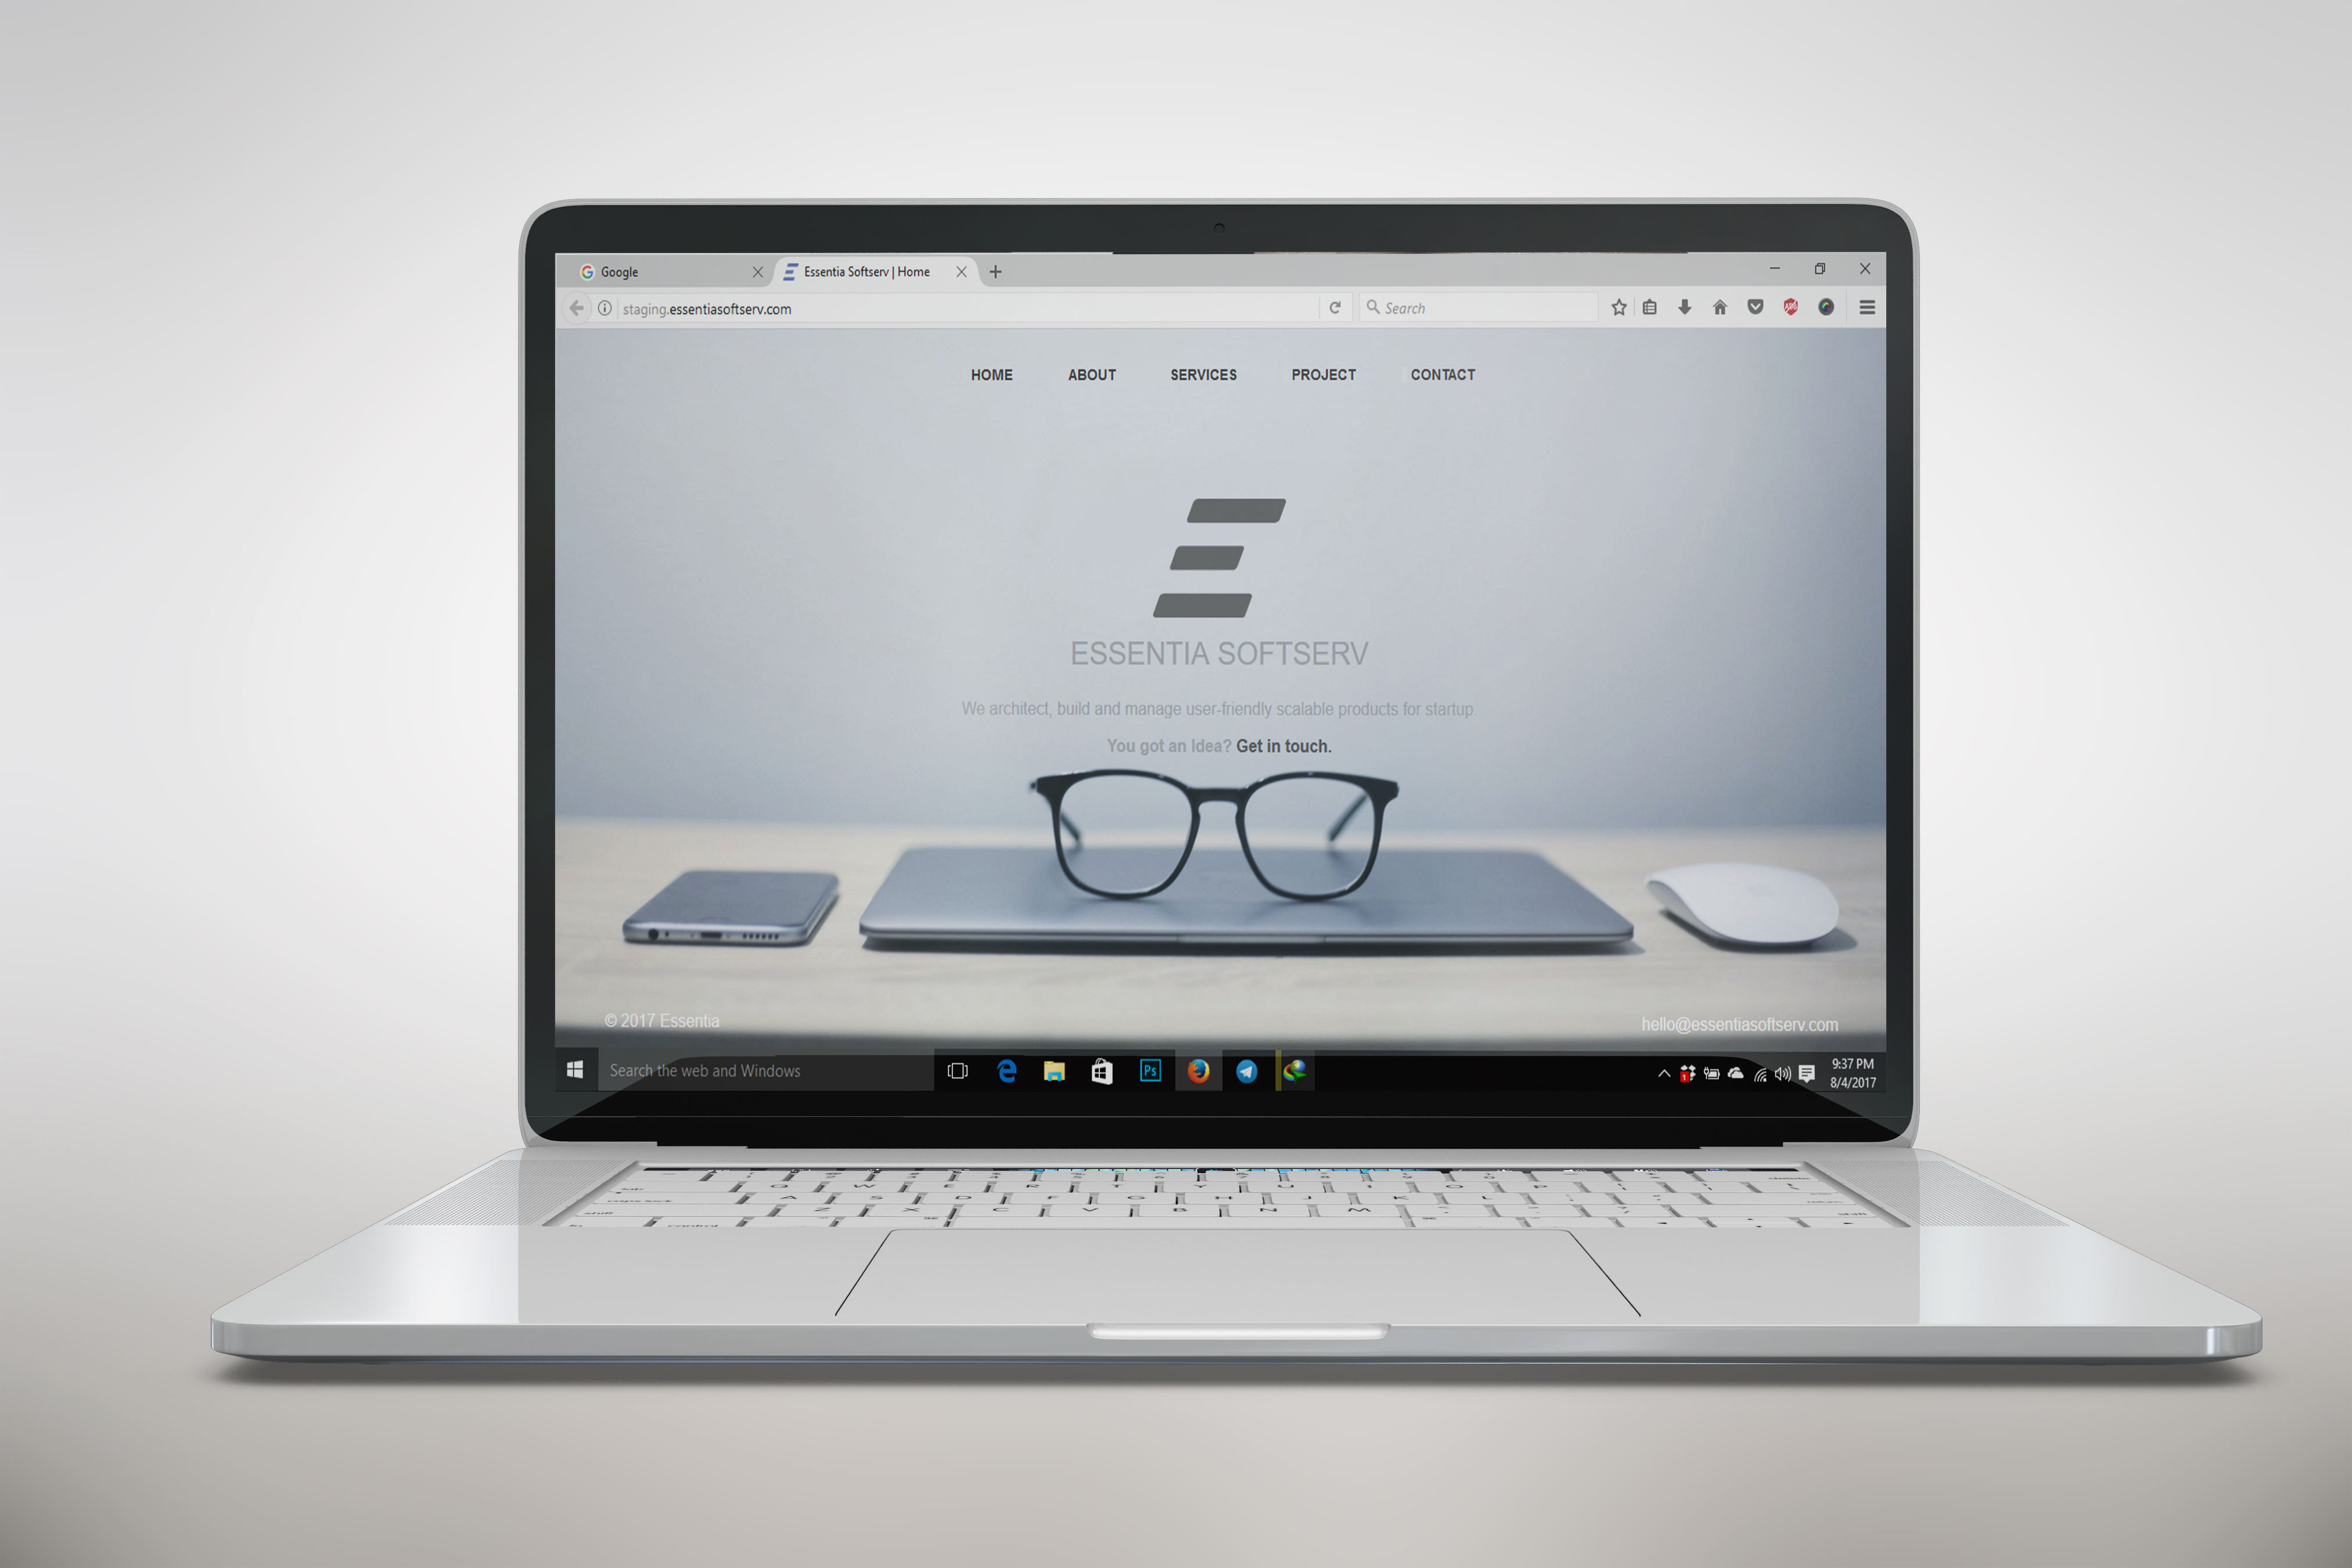 Google
Essentia Softserv | Home
staging.essentiasoftserv.com
Search
HOME ABOUT SERVICES PROJECT CONTACT
ESSENTIA SOFTSERV
We architect, build and manage user-friendly scalable products for startup.
You got an Idea? Get in touch.
© 2017 Essentia
hello@essentiasoftserv.com
Search the web and Windows
Ps
1
9:37 PM
8/4/2017
Q W E R T Y U I O P
A S D F G H J K L
Z X C V B N M